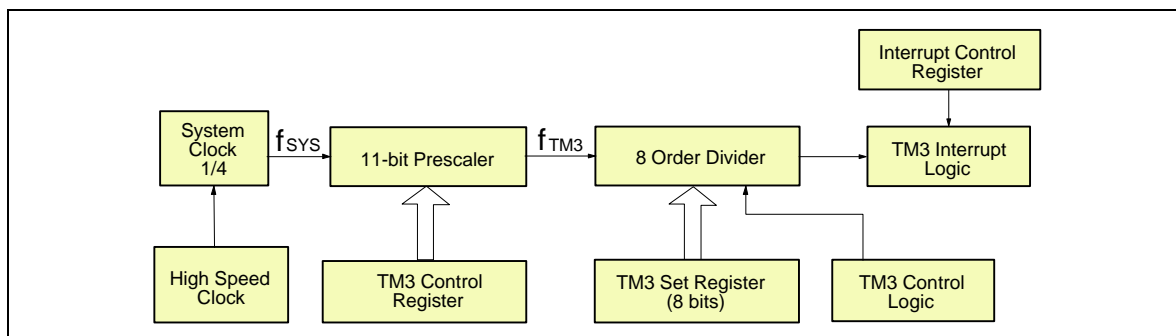 Interrupt Control
Register
System
Clock
1/4
fSYS
11-bit Prescaler
fTM3
8 Order Divider
TM3 Interrupt
Logic
High Speed
Clock
TM3 Control
Register
TM3 Set Register
(8 bits)
TM3 Control
Logic